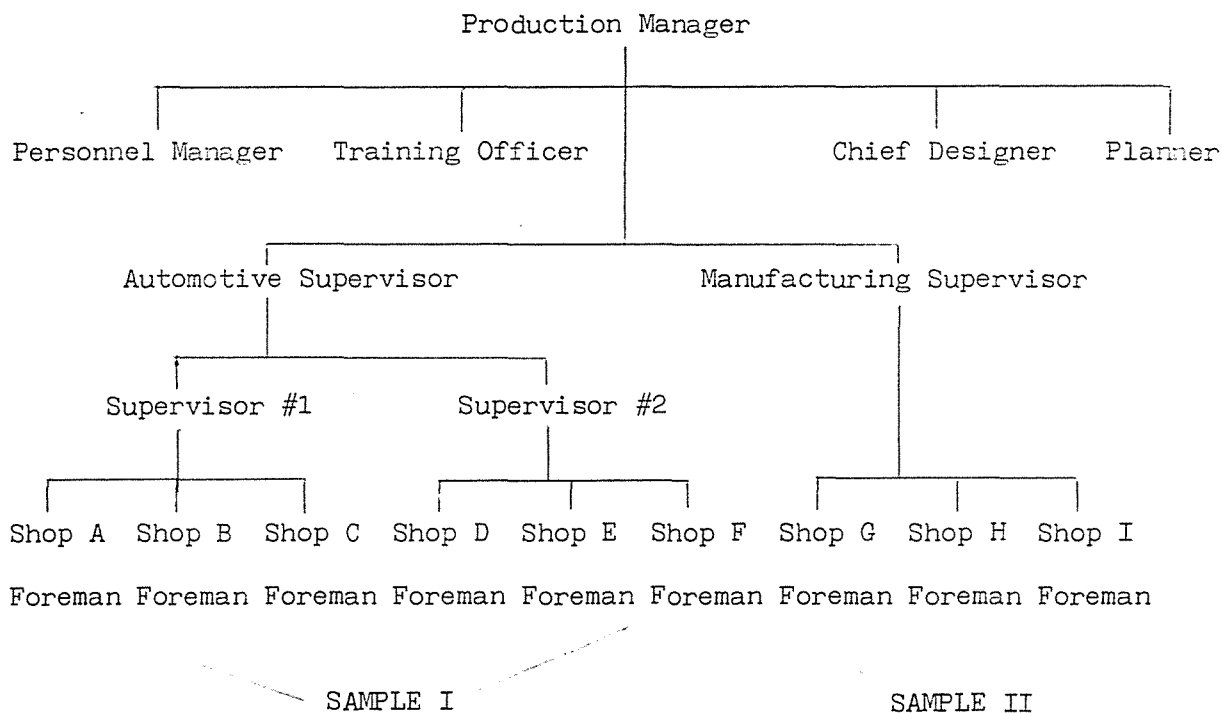 Production Manager
Personnel Manager Training Officer Chief Designer Planner
Automotive Supervisor Manufacturing Supervisor
Supervisor #1 Supervisor #2
Shop A Shop B Shop C Shop D Shop E Shop F Shop G Shop H Shop I
Foreman Foreman Foreman Foreman Foreman Foreman Foreman Foreman Foreman
SAMPLE I SAMPLE II